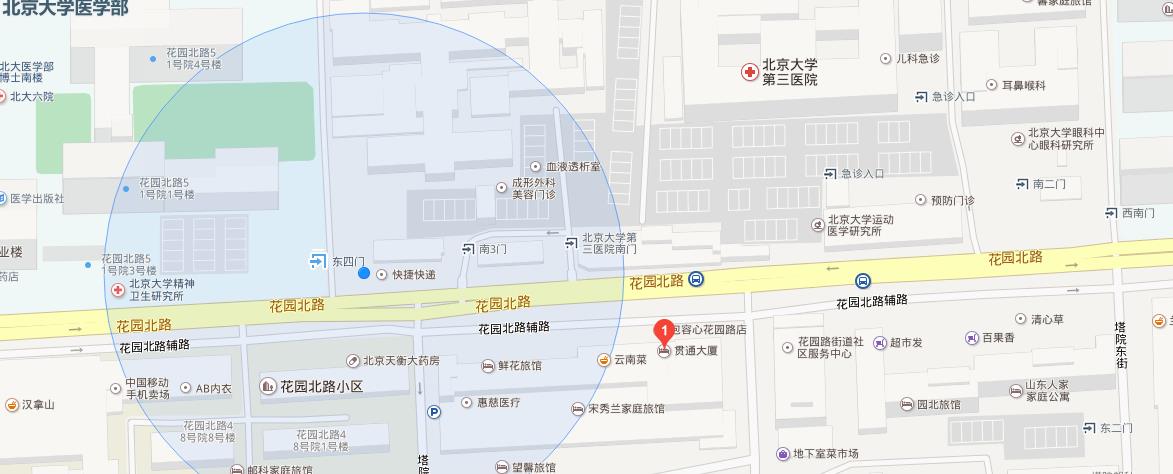 北京大学医学部
馨家庭旅馆
花园北路5
1号院4号楼
北大医学部
博士南楼
北大六院
北京大学
第三医院
儿科急诊
急诊入口
耳鼻喉科
北京大学眼科中
心眼科研究所
血液透析室
成形外科
美容门诊
急诊入口
南二门
花园北路5
1号院1号楼
医学出版社
预防门诊
西南门
北京大学运动
医学研究所
北京大学第
三医院南门
南3门
业楼
药店
花园北路5
1号院3号楼
东四门
快捷快递
北京大学精神
卫生研究所
花园北路
花园北路
花园北路
花园北路
花园北路
花园北路辅路
花园北路辅路
花园北路辅路
1
包容心花园路店
贯通大厦
清心草
百果香
超市发
花园路街道社
区服务中心
塔
院
东
街
北京天衡大药房
鲜花旅馆
云南菜
中国移动
手机卖场
AB内衣
花园北路小区
汉拿山
惠慈医疗
宋秀兰家庭旅馆
山东人家
家庭公寓
园北旅馆
P
花园北路4
8号院8号楼
花园北路4
8号院1号楼
东二门
地下室菜市场
邮科家庭旅馆
塔
院
望馨旅馆